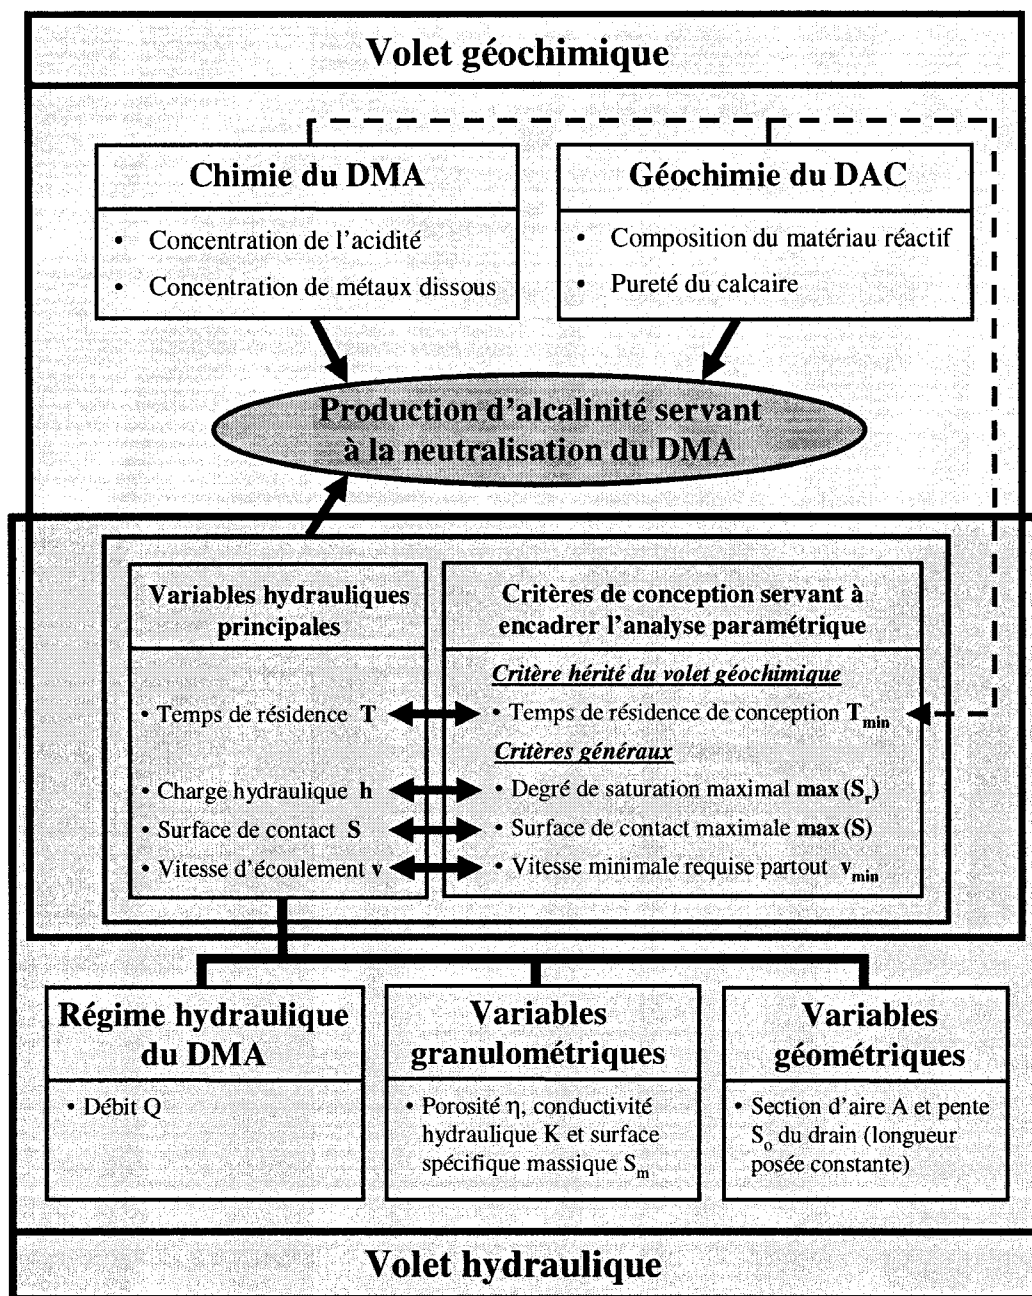 Volet géochimique
Chimie du DMA
• Concentration de l'acidité
• Concentration de métaux dissous
Géochimie du DAC
• Composition du matériau réactif
• Pureté du calcaire
Production d'alcalinité servant
à la neutralisation du DMA
Variables hydrauliques
principales
• Temps de résidence T
• Charge hydraulique h
• Surface de contact S
• Vitesse d'écoulement v
Critères de conception servant à
encadrer l'analyse paramétrique
Critère hérité du volet géochimique
• Temps de résidence de conception Tmin
Critères généraux
• Degré de saturation maximal max (Sr)
• Surface de contact maximale max (S)
• Vitesse minimale requise partout vmin
Régime hydraulique
du DMA
• Débit Q
Variables
granulométriques
• Porosité η, conductivité
hydraulique K et surface
spécifique massique Sm
Variables
géométriques
• Section d'aire A et pente
So du drain (longueur
posée constante)
Volet hydraulique